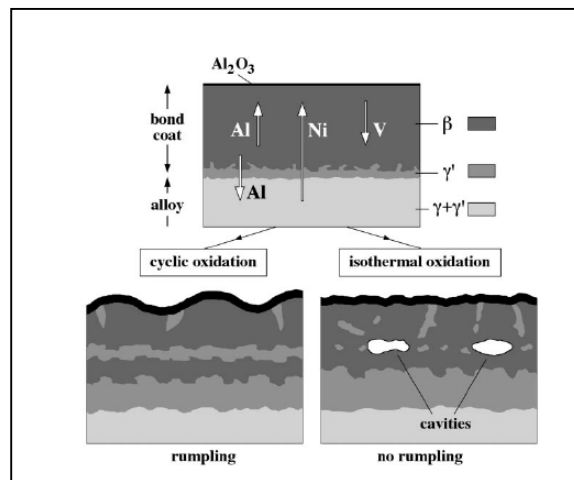 Al₂O₃
bond
coat
alloy
Al
Ni
V
Al
β
γ'
γ+γ'
cyclic oxidation
isothermal oxidation
cavities
rumpling
no rumpling